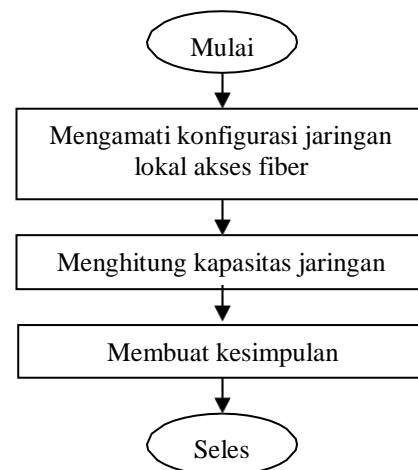 Mulai
Mengamati konfigurasi jaringan
lokal akses fiber
Menghitung kapasitas jaringan
Membuat kesimpulan
Seles